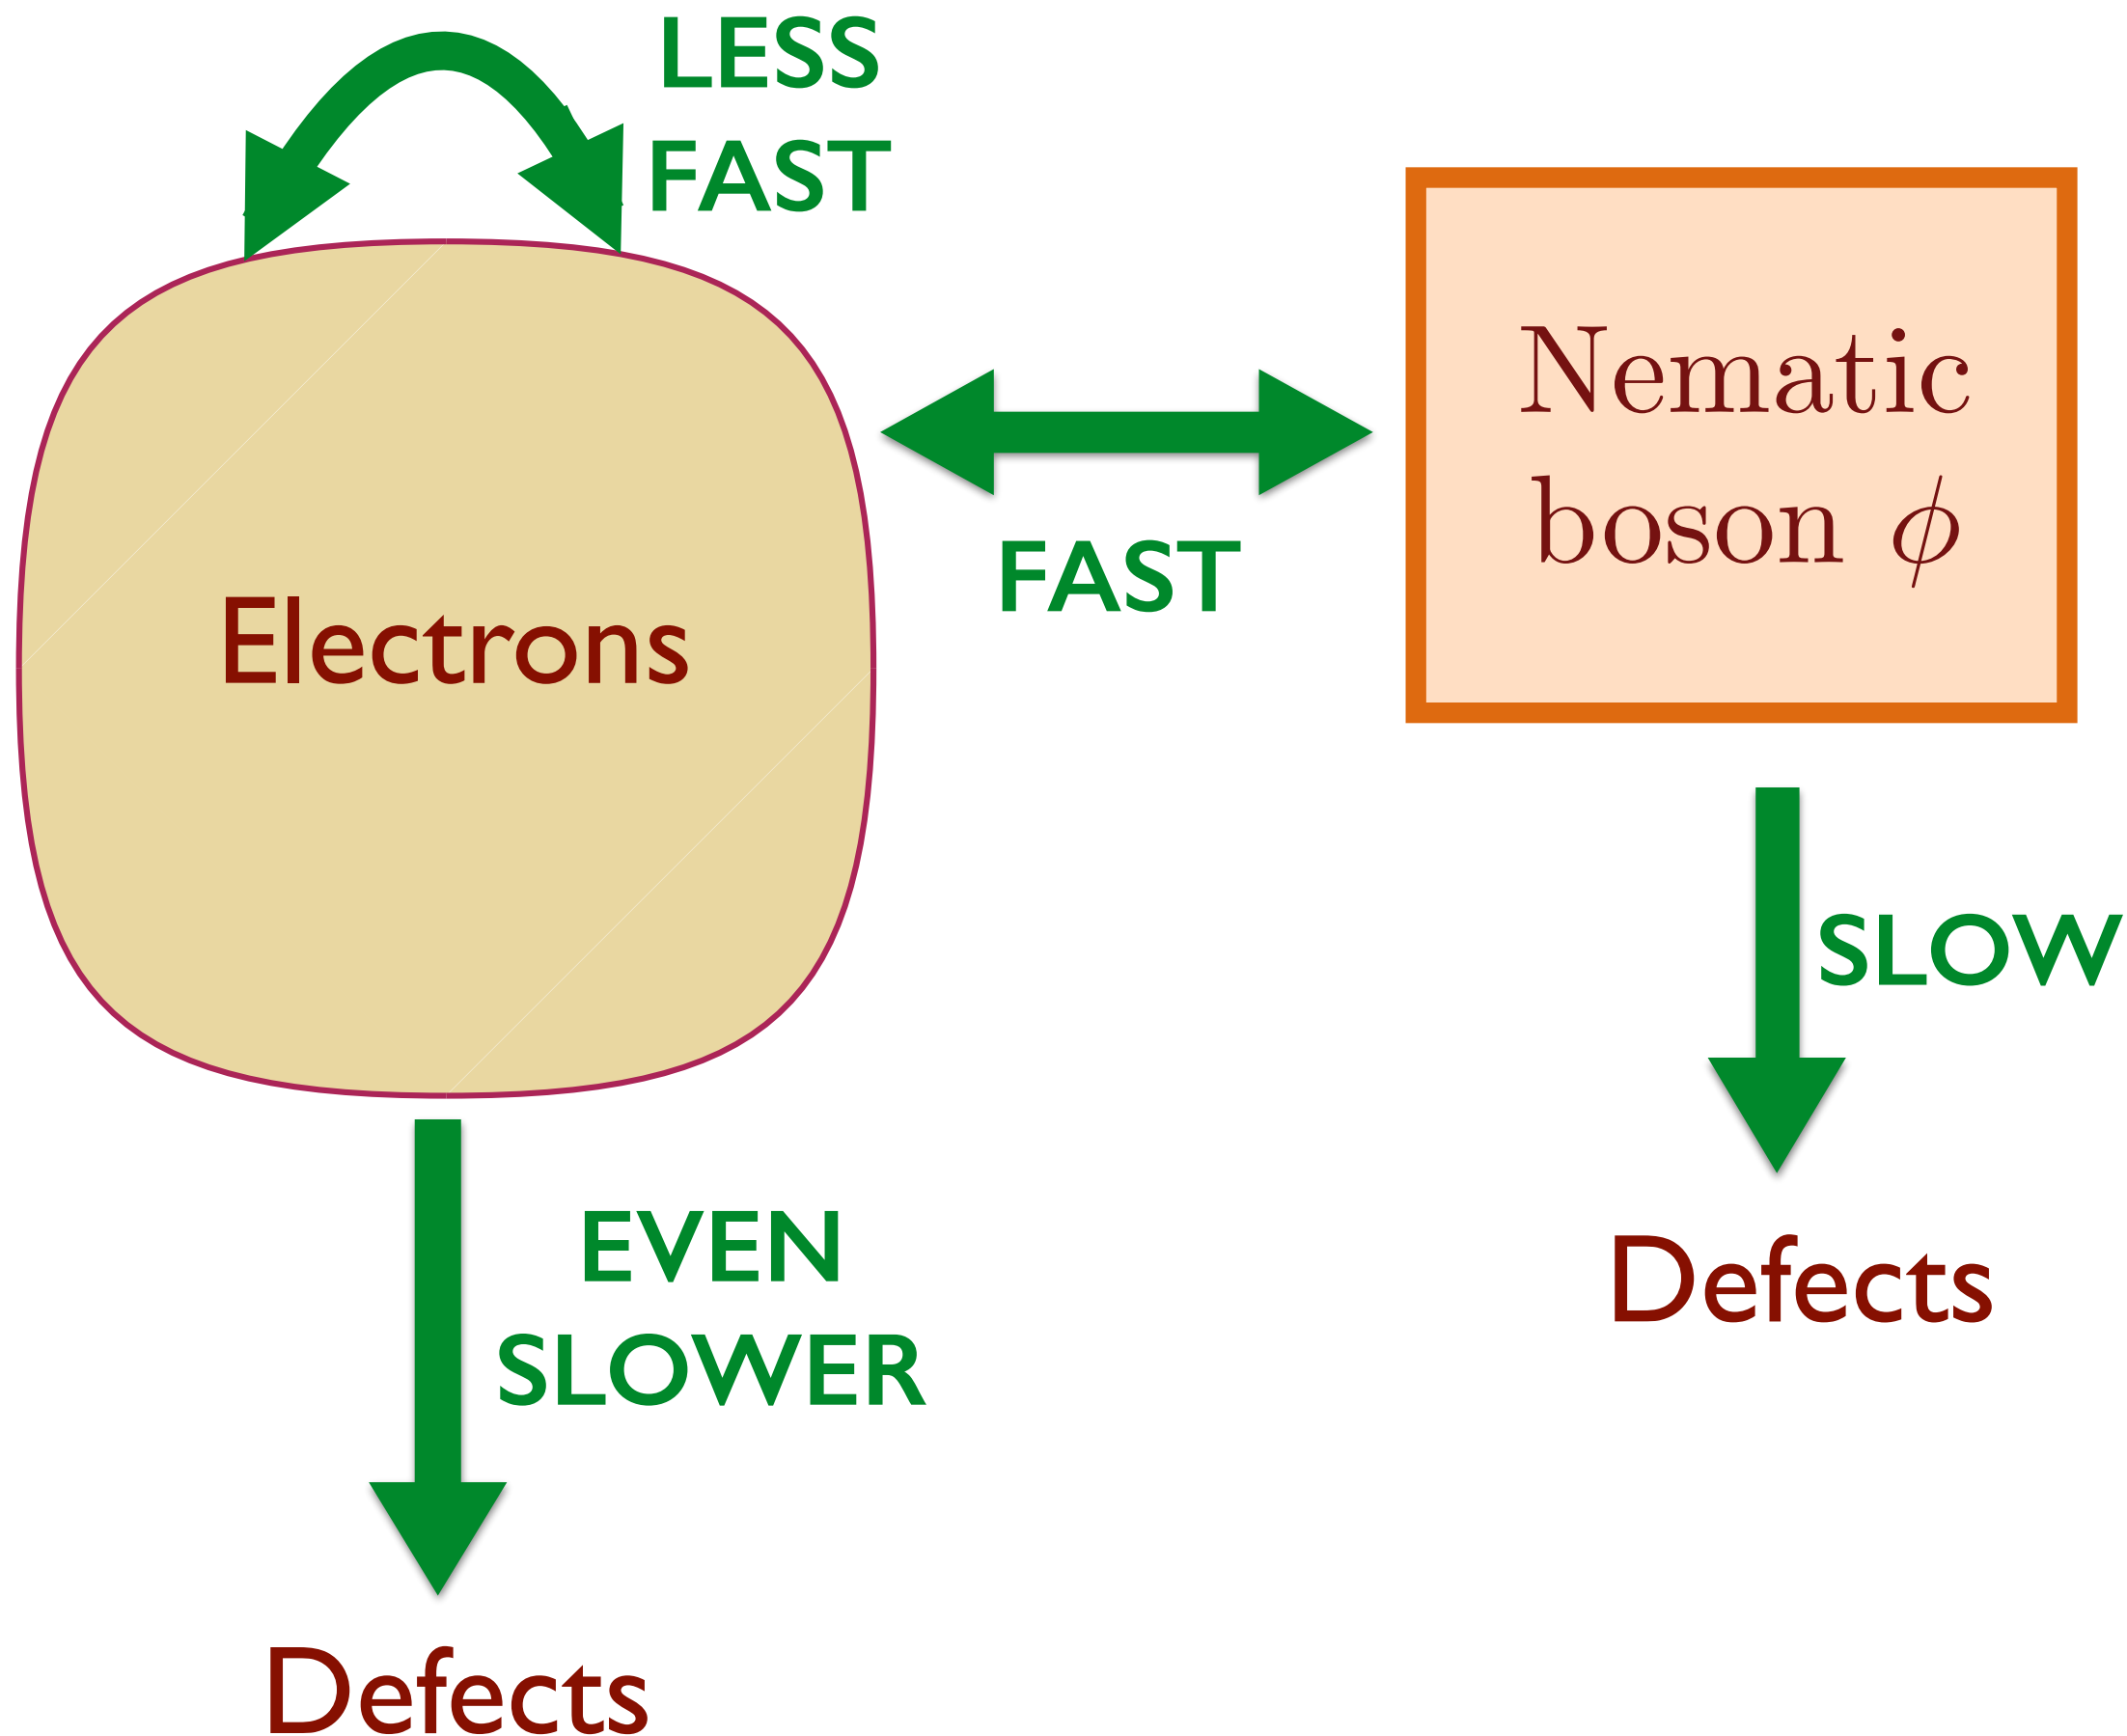 LESS
FAST
Nematic
boson ϕ
FAST
Electrons
SLOW
EVEN
SLOWER
Defects
Defects